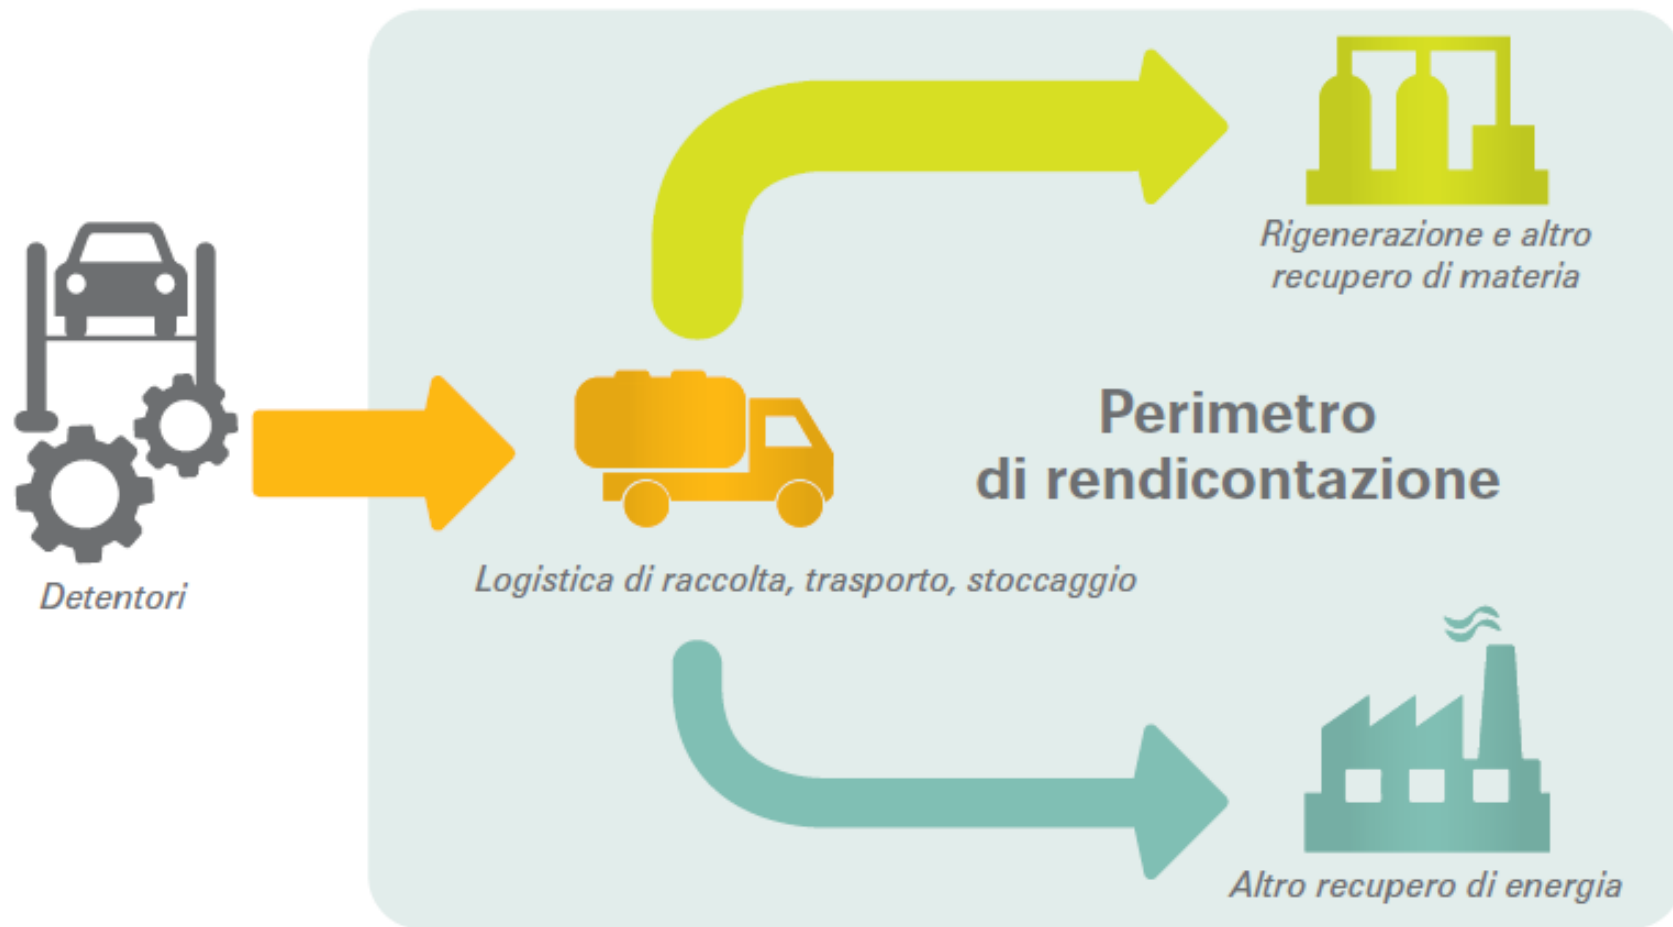 Rigenerazione e altro
recupero di materia
Perimetro
di rendicontazione
Detentori
Logistica di raccolta, trasporto, stoccaggio
Altro recupero di energia